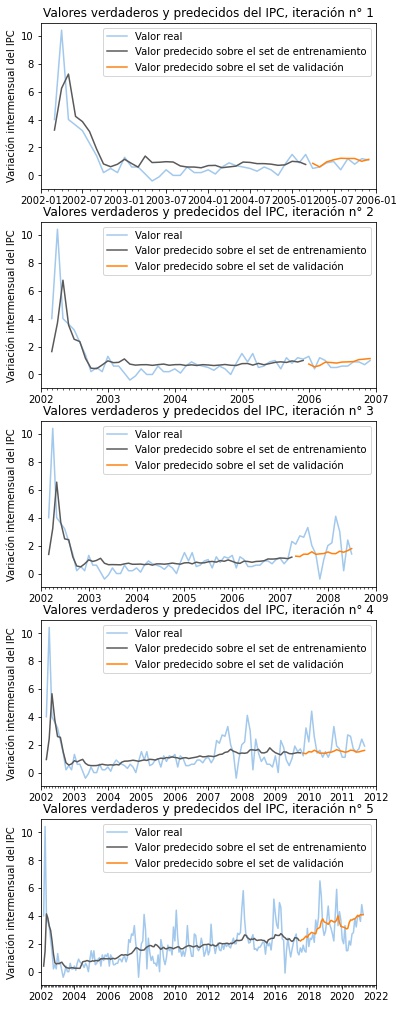 Valores verdaderos y predecidos del IPC, iteración n° 1
Variación intermensual del IPC
Valor real
Valor predecido sobre el set de entrenamiento
Valor predecido sobre el set de validación
10
8
6
4
2
0
2002-01 2002-07 2003-01 2003-07 2004-01 2004-07 2005-01 2005-07 2006-01
Valores verdaderos y predecidos del IPC, iteración n° 2
Variación intermensual del IPC
Valor real
Valor predecido sobre el set de entrenamiento
Valor predecido sobre el set de validación
10
8
6
4
2
0
2002 2003 2004 2005 2006 2007
Valores verdaderos y predecidos del IPC, iteración n° 3
Variación intermensual del IPC
Valor real
Valor predecido sobre el set de entrenamiento
Valor predecido sobre el set de validación
10
8
6
4
2
0
2002 2003 2004 2005 2006 2007 2008 2009
Valores verdaderos y predecidos del IPC, iteración n° 4
Variación intermensual del IPC
Valor real
Valor predecido sobre el set de entrenamiento
Valor predecido sobre el set de validación
10
8
6
4
2
0
2002 2003 2004 2005 2006 2007 2008 2009 2010 2011 2012
Valores verdaderos y predecidos del IPC, iteración n° 5
Variación intermensual del IPC
Valor real
Valor predecido sobre el set de entrenamiento
Valor predecido sobre el set de validación
10
8
6
4
2
0
2002 2004 2006 2008 2010 2012 2014 2016 2018 2020 2022